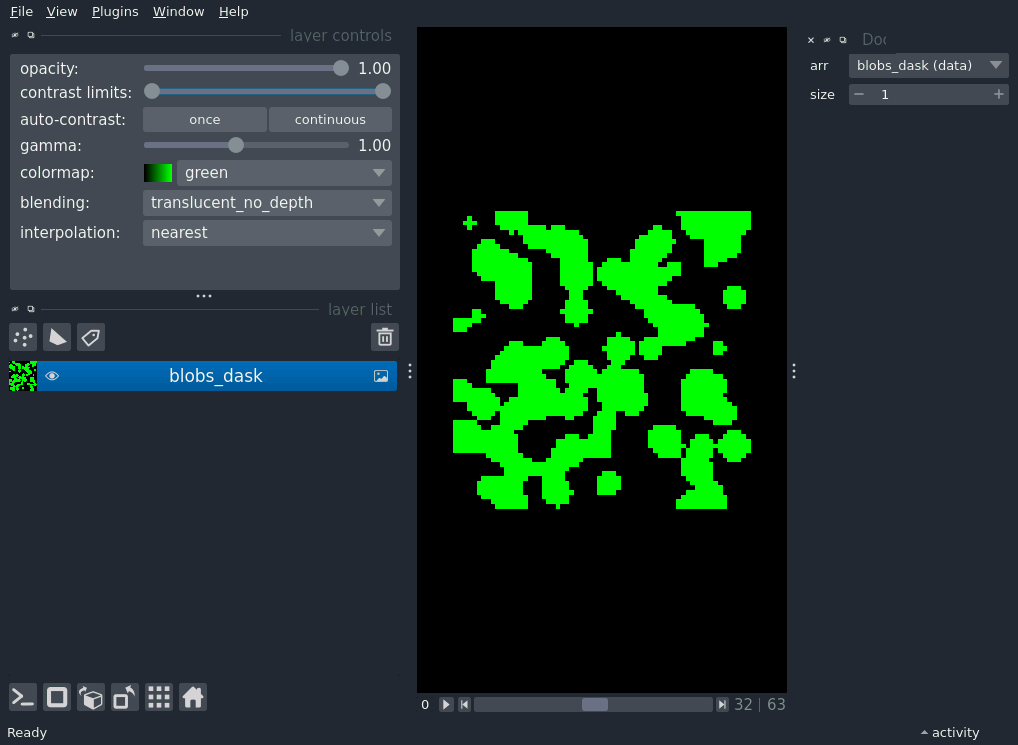 File View Plugins Window Help
layer controls
opacity: 1.00
contrast limits:
auto-contrast: once continuous
gamma: 1.00
colormap: green
blending: translucent_no_depth
interpolation: nearest
layer list
blobs_dask
0 32 | 63
Ready
activity
arr blobs_dask (data)
size 1